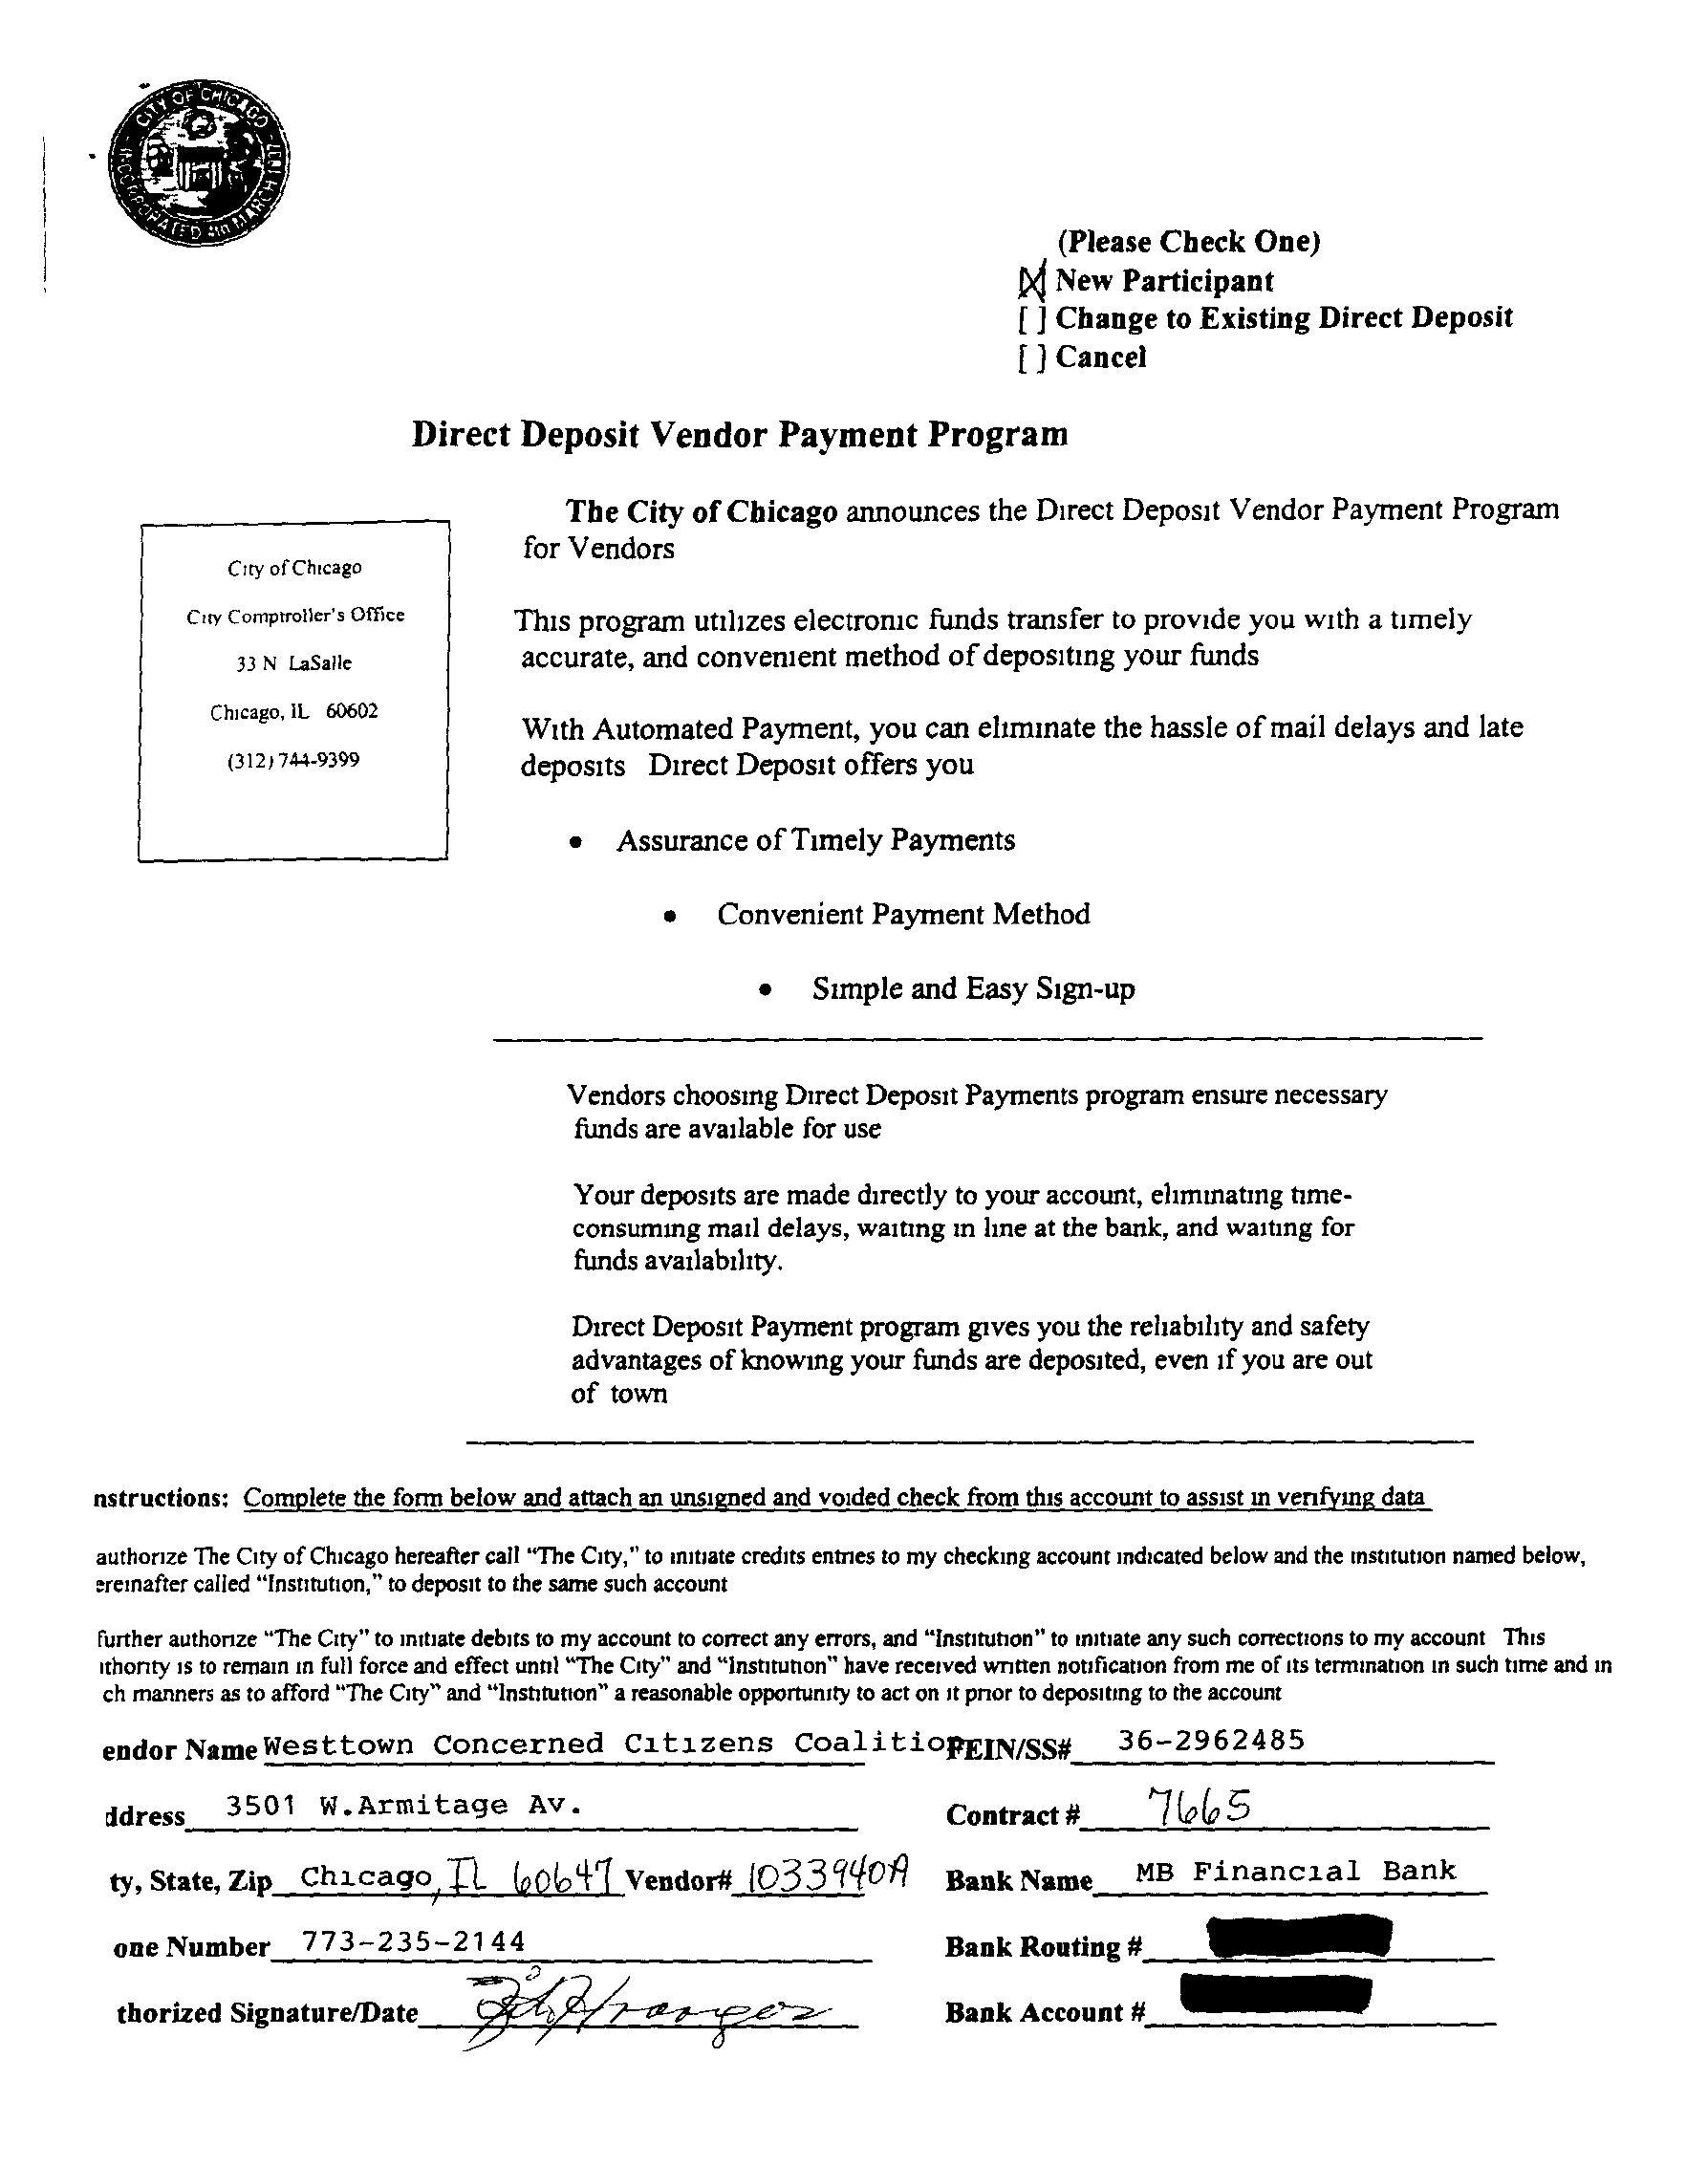 CITY OF CHICAGO
INCORPORATED 4th MARCH 1837
(Please Check One)
[X] New Participant
[ ] Change to Existing Direct Deposit
[ ] Cancel
Direct Deposit Vendor Payment Program
City of Chicago
City Comptroller's Office
33 N LaSalle
Chicago, IL 60602
(312) 744-9399
The City of Chicago announces the Direct Deposit Vendor Payment Program
for Vendors
This program utilizes electronic funds transfer to provide you with a timely
accurate, and convenient method of depositing your funds
With Automated Payment, you can eliminate the hassle of mail delays and late
deposits Direct Deposit offers you
• Assurance of Timely Payments
• Convenient Payment Method
• Simple and Easy Sign-up
Vendors choosing Direct Deposit Payments program ensure necessary
funds are available for use
Your deposits are made directly to your account, eliminating time-
consuming mail delays, waiting in line at the bank, and waiting for
funds availability.
Direct Deposit Payment program gives you the reliability and safety
advantages of knowing your funds are deposited, even if you are out
of town
nstructions: Complete the form below and attach an unsigned and voided check from this account to assist in verifying data
authorize The City of Chicago hereafter call "The City," to initiate credits entries to my checking account indicated below and the institution named below,
ereinafter called "Institution," to deposit to the same such account
further authorize "The City" to initiate debits to my account to correct any errors, and "Institution" to initiate any such corrections to my account This
ithority is to remain in full force and effect until "The City" and "Institution" have received written notification from me of its termination in such time and in
ch manners as to afford "The City" and "Institution" a reasonable opportunity to act on it prior to depositing to the account
endor Name Westtown Concerned Citizens Coalition FEIN/SS# 36-2962485
ddress 3501 W.Armitage Av. Contract # 7665
ty, State, Zip Chicago, IL 60647 Vendor# 1033940A Bank Name MB Financial Bank
one Number 773-235-2144 Bank Routing #
thorized Signature/Date Bank Account #